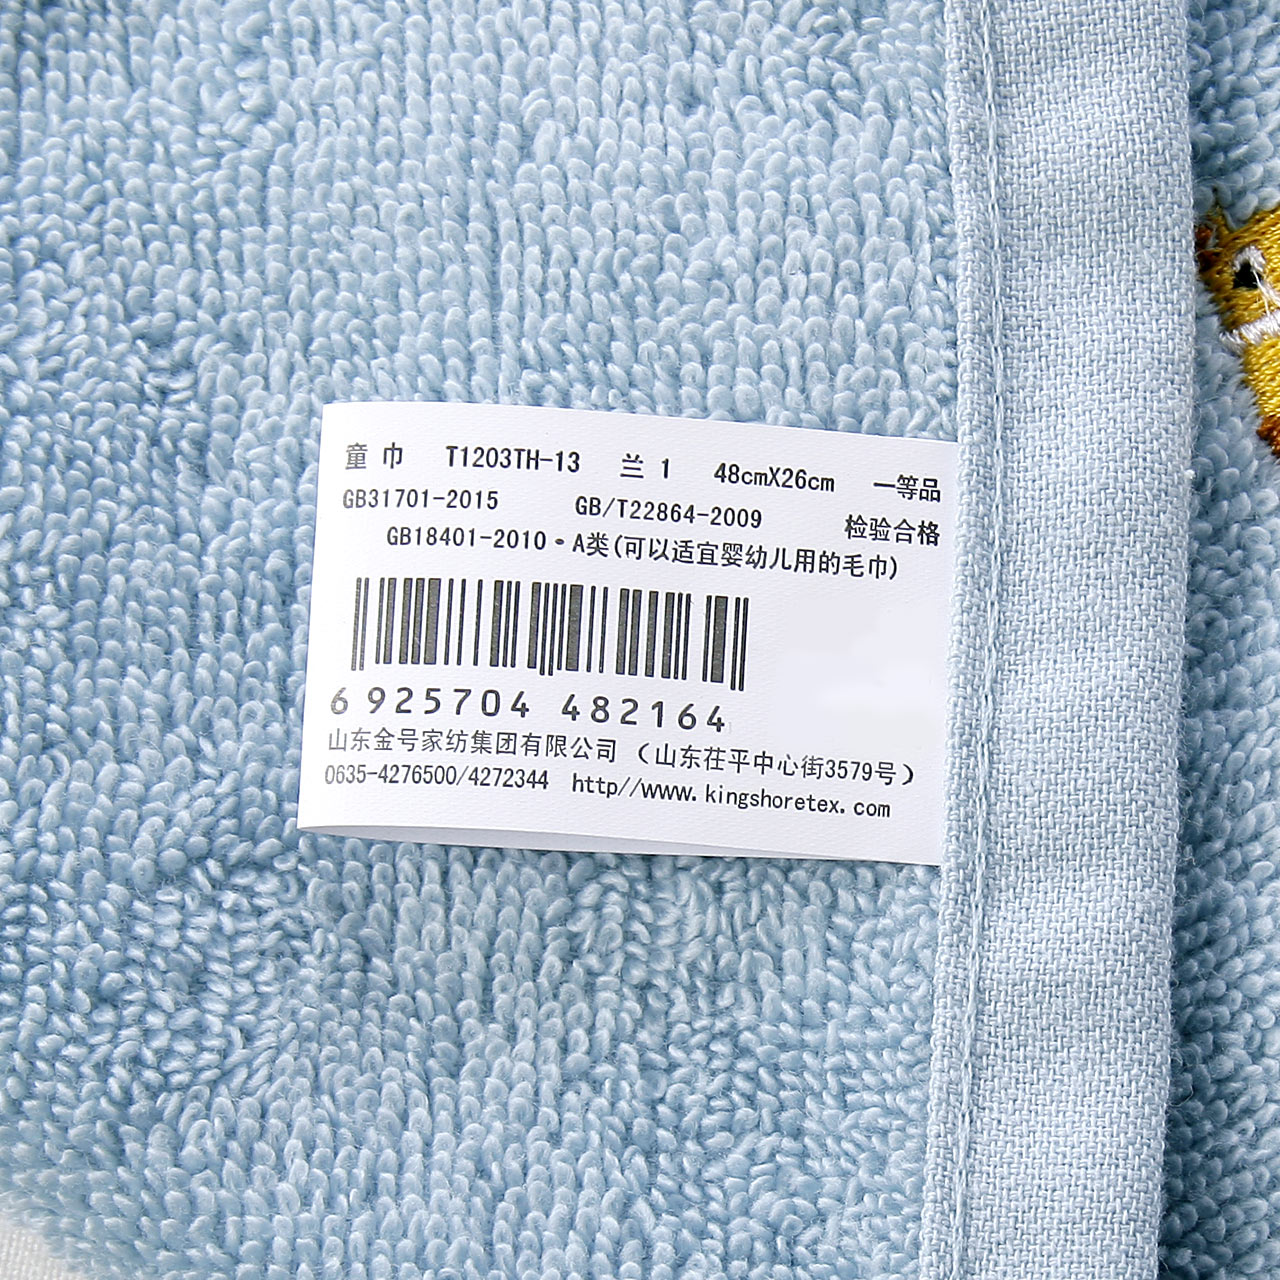 童巾 T1203TH-13 兰 1 48cmX26cm 一等品
GB31701-2015 GB/T22864-2009 检验合格
GB18401-2010·A类(可以适宜婴幼儿用的毛巾)
6 925704 482164
山东金号家纺集团有限公司 (山东茌平中心街3579号)
0635-4276500/4272344 http//www.kingshoretex.com